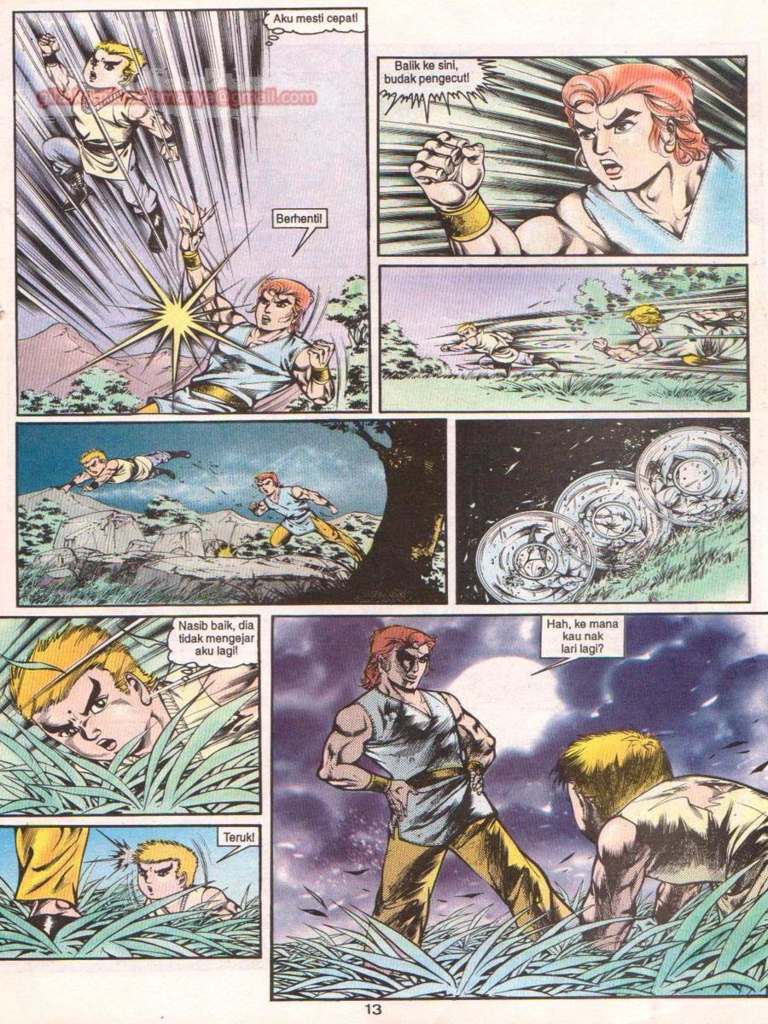 Aku mesti cepat!
Balik ke sini,
budak pengecut!
Berhenti!
Nasib baik, dia
tidak mengejar
aku lagi!
Hah, ke mana
kau nak
lari lagi?
Teruk!
13